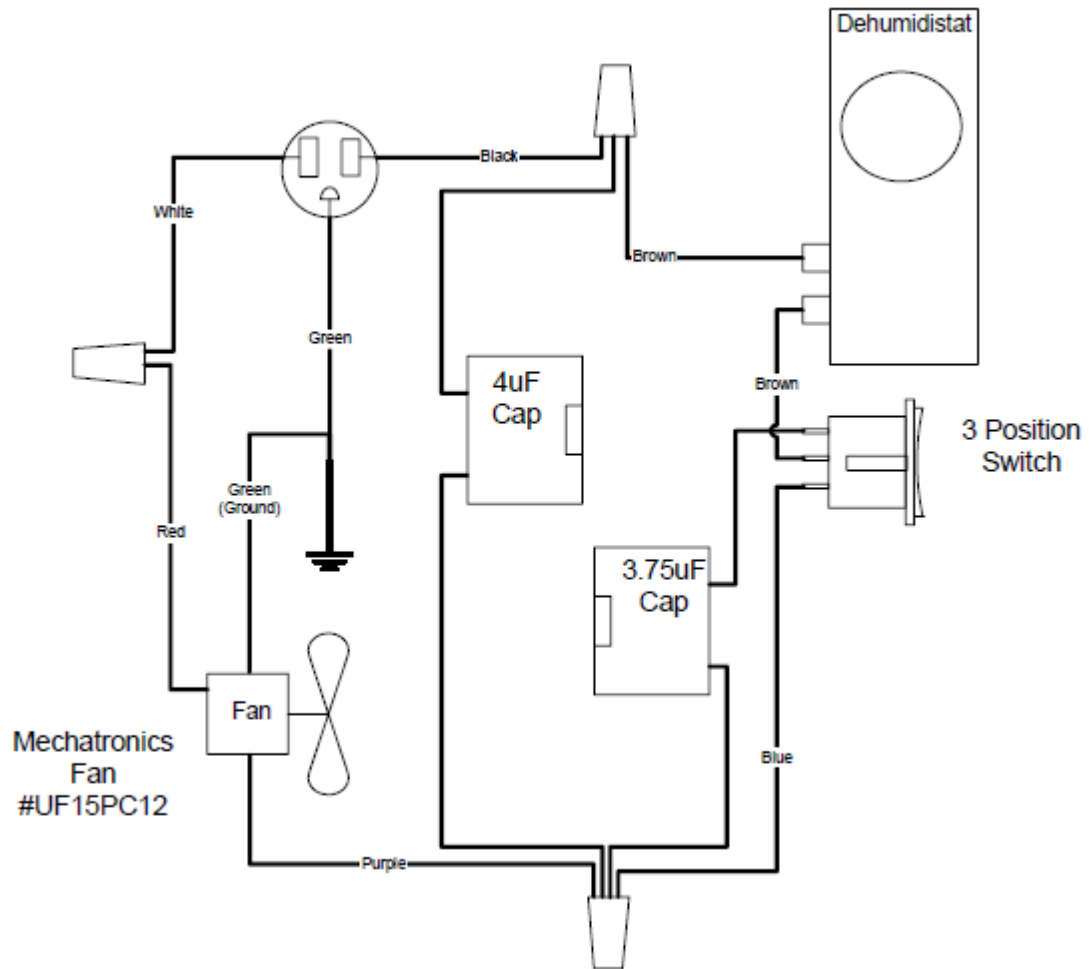 Dehumidistat
Black
White
Brown
Green
4uF
Cap
Brown
3 Position
Switch
Green
(Ground)
Red
3.75uF
Cap
Fan
Mechatronics
Fan
#UF15PC12
Blue
Purple